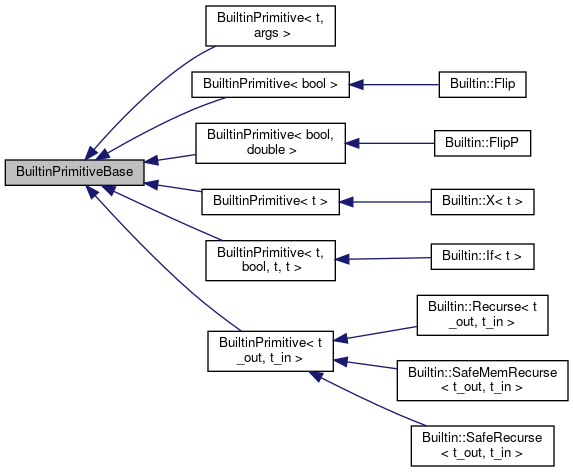 BuiltinPrimitive< t,
args >
BuiltinPrimitive< bool >
Builtin::Flip
BuiltinPrimitive< bool,
double >
Builtin::FlipP
BuiltinPrimitiveBase
BuiltinPrimitive< t >
Builtin::X< t >
BuiltinPrimitive< t,
bool, t, t >
Builtin::If< t >
BuiltinPrimitive< t
_out, t_in >
Builtin::Recurse< t
_out, t_in >
Builtin::SafeMemRecurse
< t_out, t_in >
Builtin::SafeRecurse
< t_out, t_in >